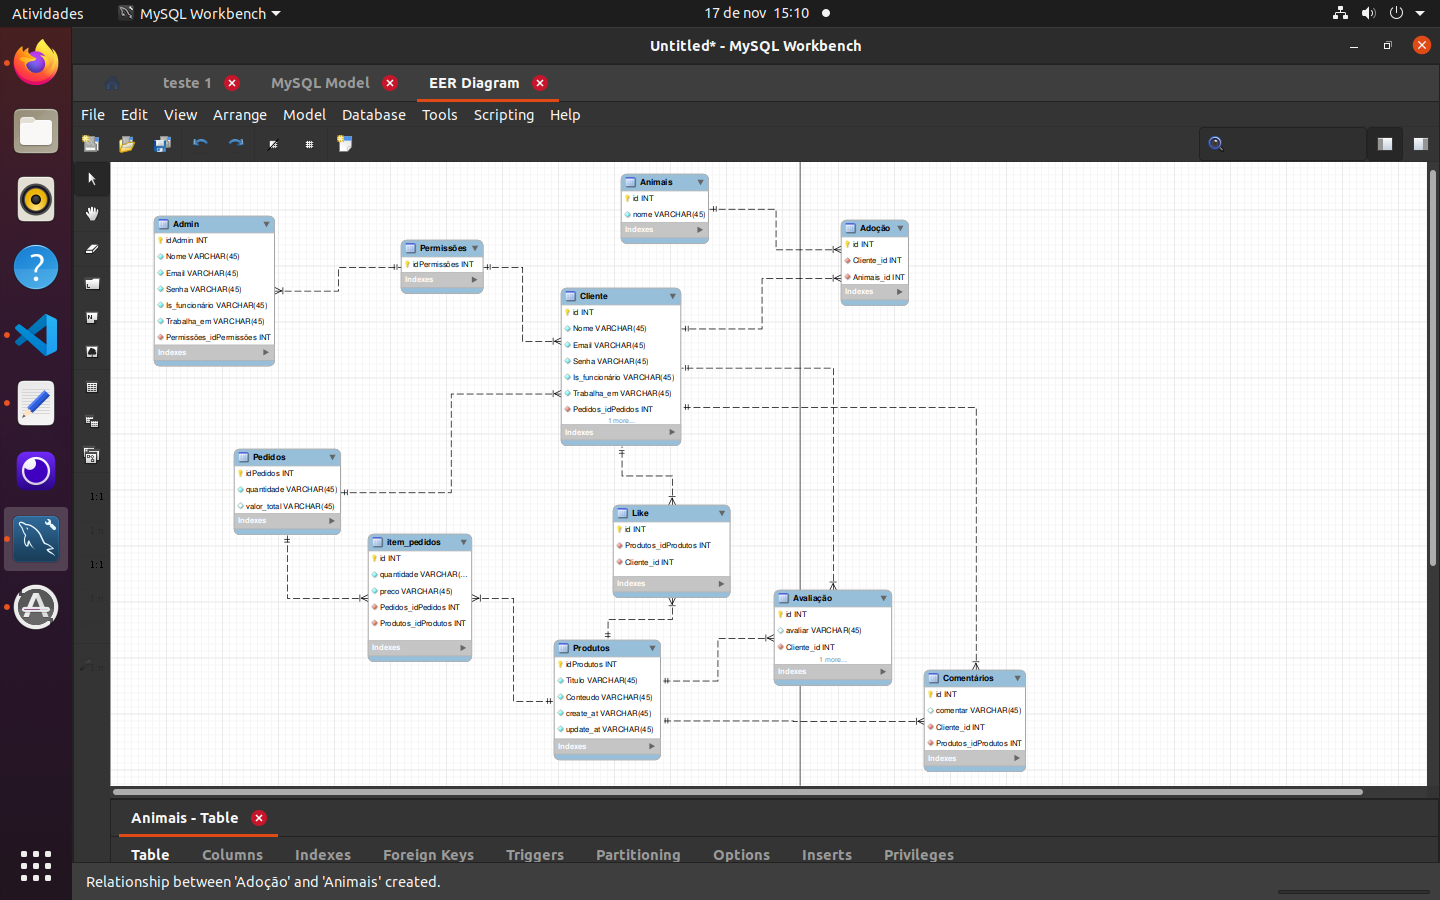 Atividades
MySQL Workbench
17 de nov 15:10
Untitled* - MySQL Workbench
teste 1
MySQL Model
EER Diagram
File Edit View Arrange Model Database Tools Scripting Help
Animais
id INT
nome VARCHAR(45)
Indexes
Admin
idAdmin INT
Nome VARCHAR(45)
Email VARCHAR(45)
Senha VARCHAR(45)
Is_funcionário VARCHAR(45)
Trabalha_em VARCHAR(45)
Permissões_idPermissões INT
Indexes
Permissões
idPermissões INT
Indexes
Adoção
id INT
Cliente_id INT
Animais_id INT
Indexes
Cliente
id INT
Nome VARCHAR(45)
Email VARCHAR(45)
Senha VARCHAR(45)
Is_funcionário VARCHAR(45)
Trabalha_em VARCHAR(45)
Pedidos_idPedidos INT
1 more...
Indexes
Pedidos
idPedidos INT
quantidade VARCHAR(45)
valor_total VARCHAR(45)
Indexes
item_pedidos
id INT
quantidade VARCHAR(...
preco VARCHAR(45)
Pedidos_idPedidos INT
Produtos_idProdutos INT
Indexes
Like
id INT
Produtos_idProdutos INT
Cliente_id INT
Indexes
Avaliação
id INT
avaliar VARCHAR(45)
Cliente_id INT
1 more...
Indexes
Produtos
idProdutos INT
Titulo VARCHAR(45)
Conteudo VARCHAR(45)
create_at VARCHAR(45)
update_at VARCHAR(45)
Indexes
Comentários
id INT
comentar VARCHAR(45)
Cliente_id INT
Produtos_idProdutos INT
Indexes
1:1
1:1
Animais - Table
Table Columns Indexes Foreign Keys Triggers Partitioning Options Inserts Privileges
Relationship between 'Adoção' and 'Animais' created.